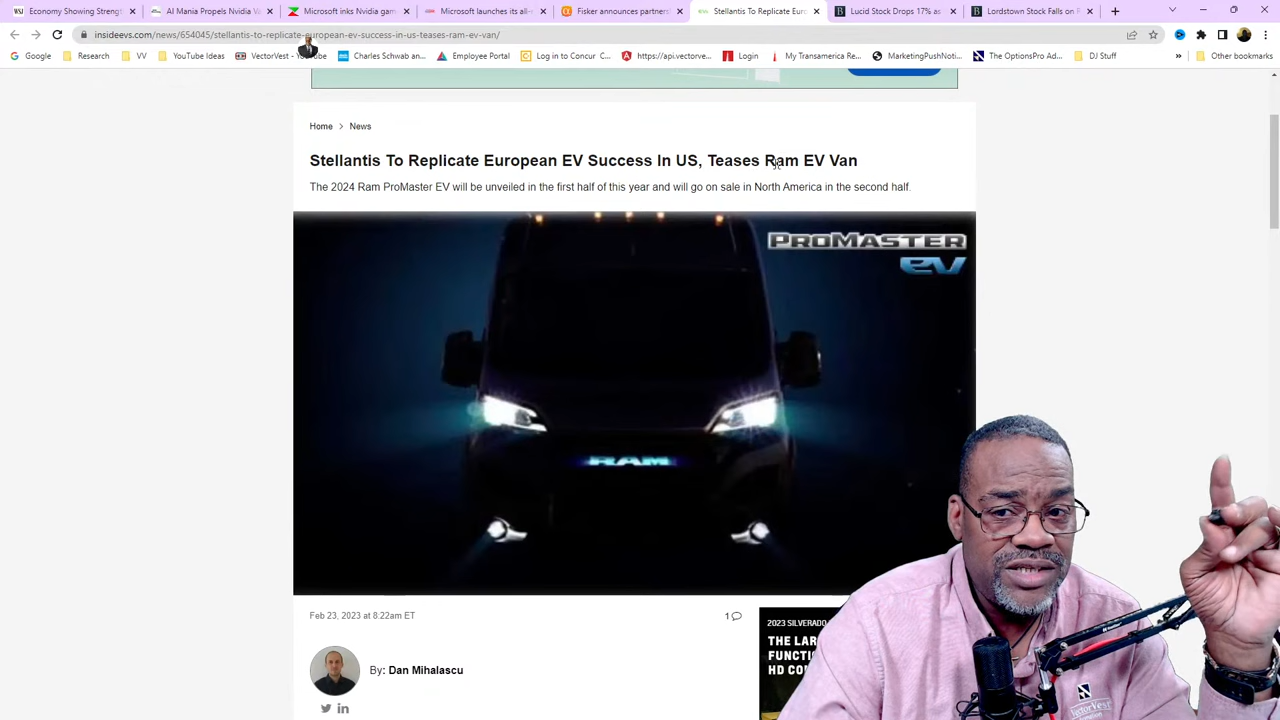 Economy Showing Strength
AI Mania Propels Nvidia Va
Microsoft inks Nvidia gam
Microsoft launches its all-
Fisker announces partners
Stellantis To Replicate Euro
Lucid Stock Drops 17% as
Lordstown Stock Falls on F
insideevs.com/news/654045/stellantis-to-replicate-european-ev-success-in-us-teases-ram-ev-van/
Google
Research
VV
YouTube Ideas
VectorVest - YouTube
Charles Schwab an...
Employee Portal
Log in to Concur C...
https://api.vectorve...
Login
My Transamerica Re...
MarketingPushNoti...
The OptionsPro Ad...
DJ Stuff
Other bookmarks
Home > News
Stellantis To Replicate European EV Success In US, Teases Ram EV Van
The 2024 Ram ProMaster EV will be unveiled in the first half of this year and will go on sale in North America in the second half.
PROMASTER
ev
RAM
Feb 23, 2023 at 8:22am ET
1
2023 SILVERADO
THE LAR
FUNCTI
HD CO
By: Dan Mihalascu
VectorVest